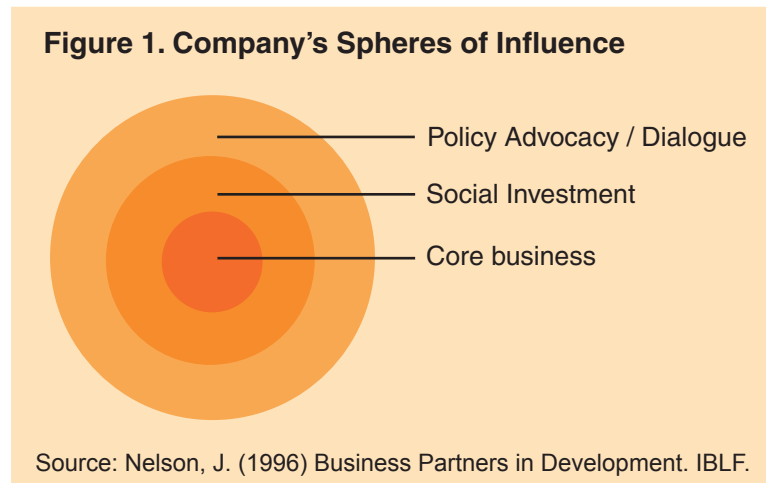 Figure 1. Company’s Spheres of Influence
Policy Advocacy / Dialogue
Social Investment
Core business
Source: Nelson, J. (1996) Business Partners in Development. IBLF.